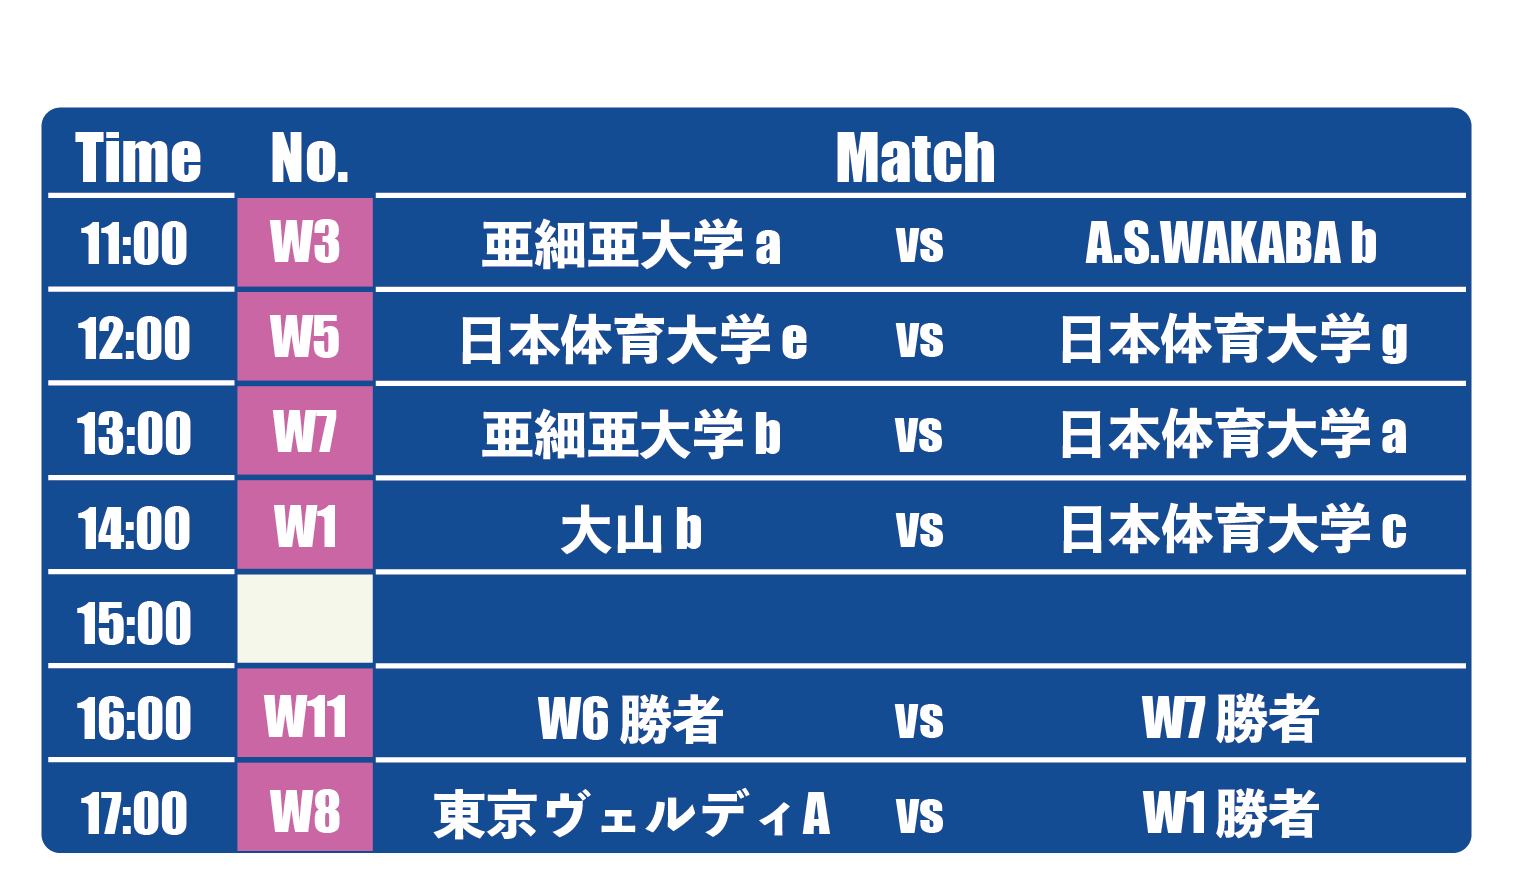 Time No. Match
11:00 W3 亜細亜大学 a vs A.S.WAKABA b
12:00 W5 日本体育大学 e vs 日本体育大学 g
13:00 W7 亜細亜大学 b vs 日本体育大学 a
14:00 W1 大山 b vs 日本体育大学 c
15:00
16:00 W11 W6 勝者 vs W7 勝者
17:00 W8 東京ヴェルディA vs W1 勝者